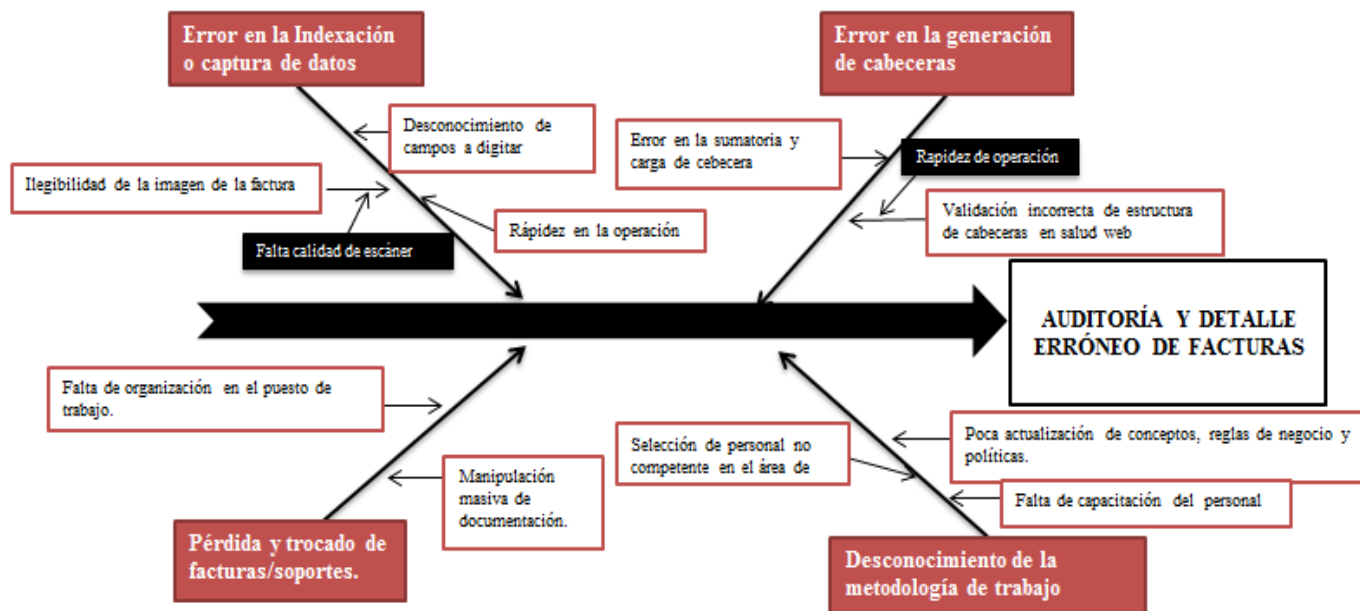 Error en la Indexación
o captura de datos
Error en la generación
de cabeceras
Desconocimiento de
campos a digitar
Error en la sumatoria y
carga de cebecera
Rapidez de operación
Ilegibilidad de la imagen de la factura
Falta calidad de escáner
Rápidez en la operación
Validación incorrecta de estructura
de cabeceras en salud web
AUDITORÍA Y DETALLE
ERRÓNEO DE FACTURAS
Falta de organización en el puesto de
trabajo.
Manipulación
masiva de
documentación.
Selección de personal no
competente en el área de
Poca actualización de conceptos, reglas de negocio y
políticas.
Falta de capacitación del personal
Pérdida y trocado de
facturas/soportes.
Desconocimiento de la
metodología de trabajo